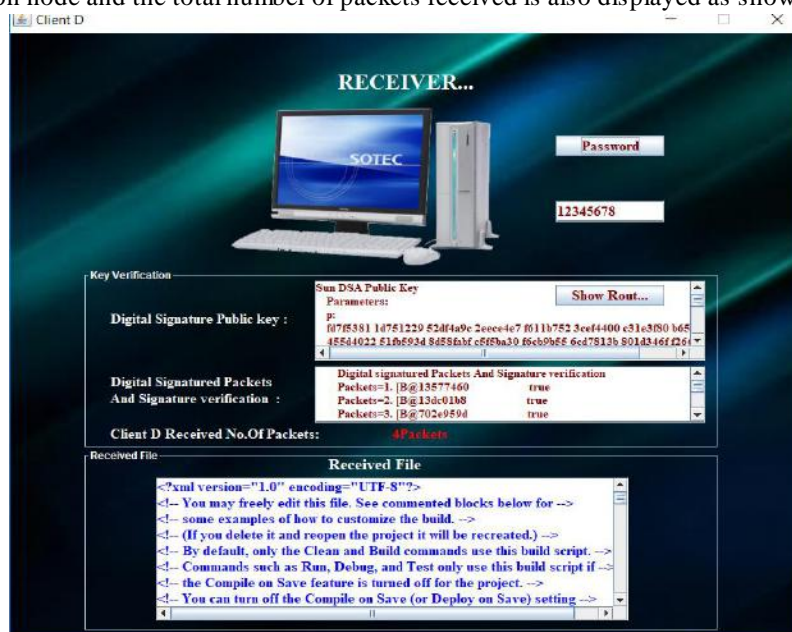 on node and the total number of packets received is also displayed as show
Client D
RECEIVER...
SOTEC
Password
12345678
Key Verification
Digital Signature Public key :
Sun DSA Public Key
Parameters:
p:
fd7f5381 1d751229 52df4a9c 2eece4e7 f611b752 3cef4400 c31e3f80 b65
455d4022 51fb593d 8d58fabf c5f5ba30 f6cb9b55 6cd7813b 801d346f f26
Show Rout...
Digital Signatured Packets
And Signature verification :
Digital signatured Packets And Signature verification
Packets=1. [B@13577460 true
Packets=2. [B@13dc01b8 true
Packets=3. [B@702e959d true
Client D Received No.Of Packets: 4Packets
Received File
Received File
<?xml version="1.0" encoding="UTF-8"?>
<!-- You may freely edit this file. See commented blocks below for -->
<!-- some examples of how to customize the build. -->
<!-- (If you delete it and reopen the project it will be recreated.) -->
<!-- By default, only the Clean and Build commands use this build script. -->
<!-- Commands such as Run, Debug, and Test only use this build script if -->
<!-- the Compile on Save feature is turned off for the project. -->
<!-- You can turn off the Compile on Save (or Deploy on Save) setting -->